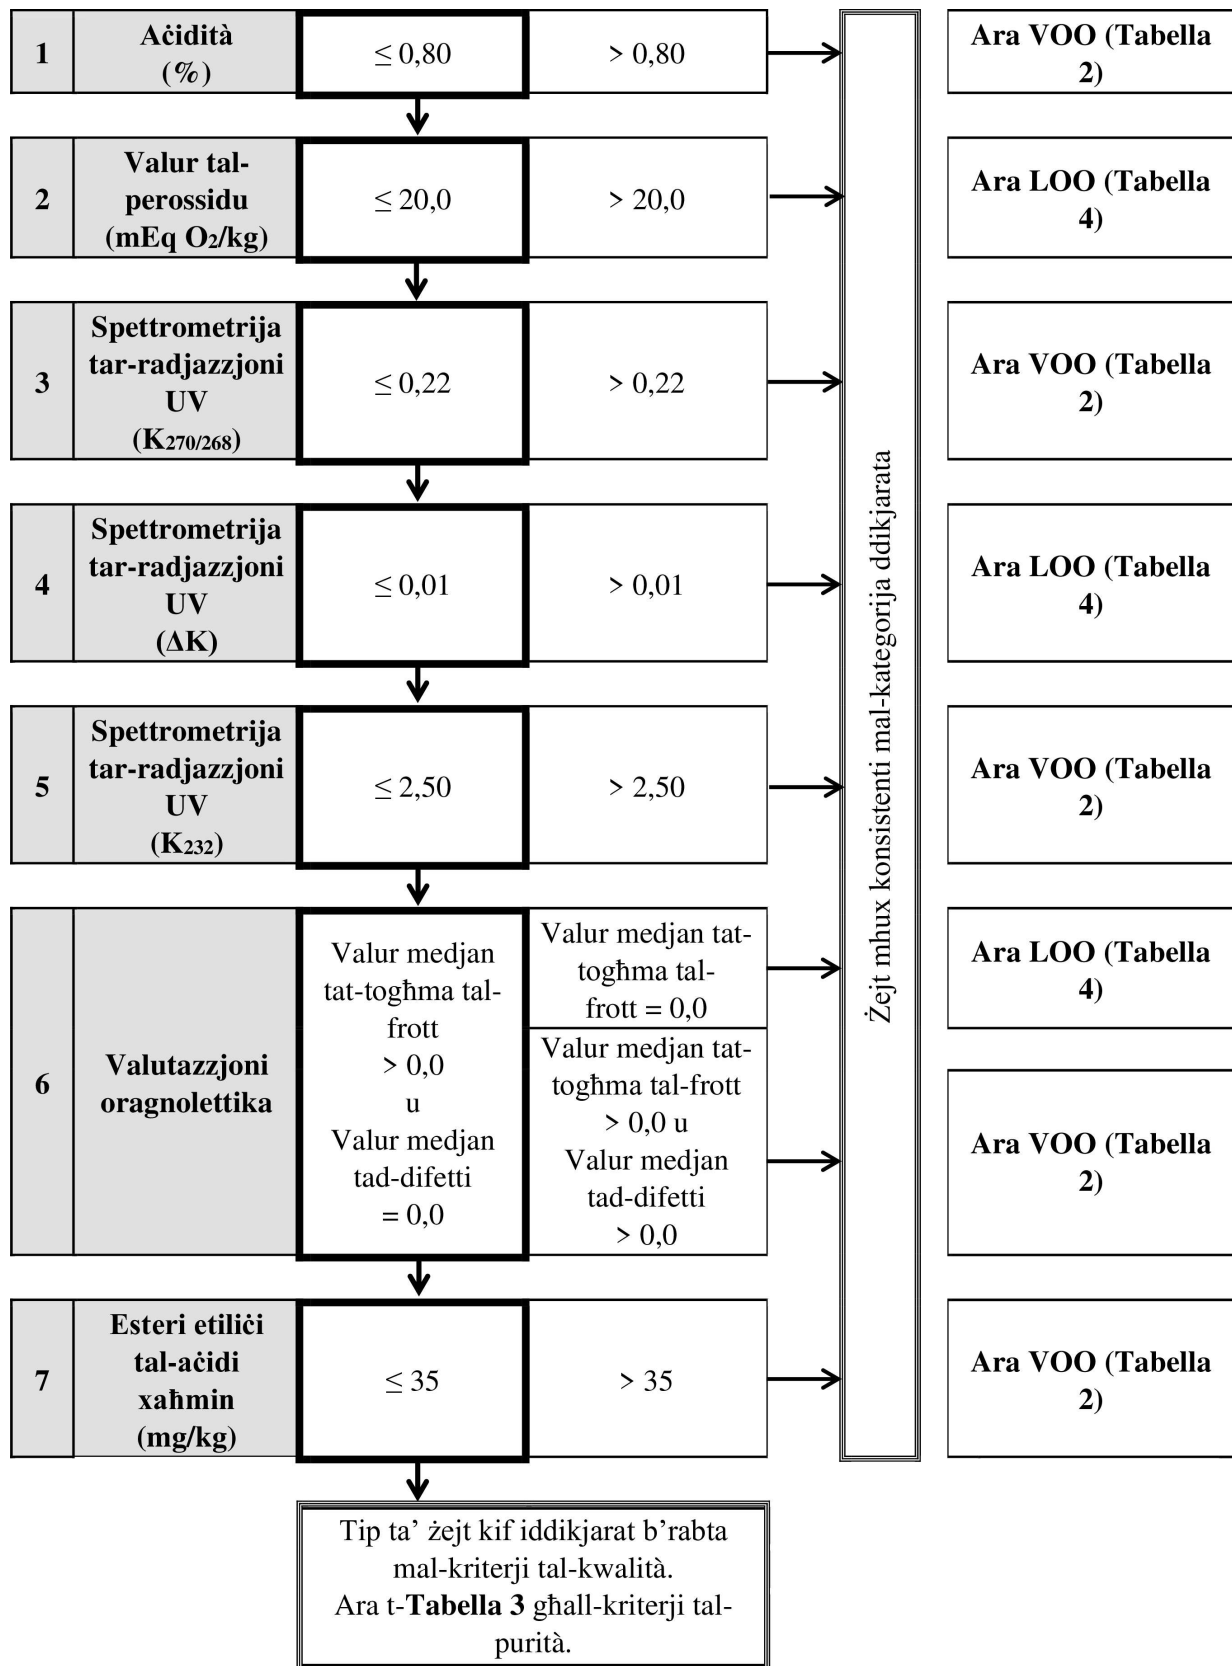 1
Aċidità
(%)
≤ 0,80
> 0,80
Ara VOO (Tabella
2)
2
Valur tal-
perossidu
(mEq O₂/kg)
≤ 20,0
> 20,0
Ara LOO (Tabella
4)
3
Spettrometrija
tar-radjazzjoni
UV
(K₂₇₀/₂₆₈)
≤ 0,22
> 0,22
Ara VOO (Tabella
2)
4
Spettrometrija
tar-radjazzjoni
UV
(ΔK)
≤ 0,01
> 0,01
Ara LOO (Tabella
4)
5
Spettrometrija
tar-radjazzjoni
UV
(K₂₃₂)
≤ 2,50
> 2,50
Ara VOO (Tabella
2)
6
Valutazzjoni
oragnolettika
Valur medjan
tat-togħma tal-
frott
> 0,0
u
Valur medjan
tad-difetti
= 0,0
Valur medjan tat-
togħma tal-
frott = 0,0
Ara LOO (Tabella
4)
Valur medjan tat-
togħma tal-frott
> 0,0 u
Valur medjan
tad-difetti
> 0,0
Ara VOO (Tabella
2)
7
Esteri etiliċi
tal-aċidi
xaħmin
(mg/kg)
≤ 35
> 35
Ara VOO (Tabella
2)
Żejt mhux konsistenti mal-kategorija ddikjarata
Tip ta’ żejt kif iddikjarat b’rabta
mal-kriterji tal-kwalità.
Ara t-Tabella 3 għall-kriterji tal-
purità.